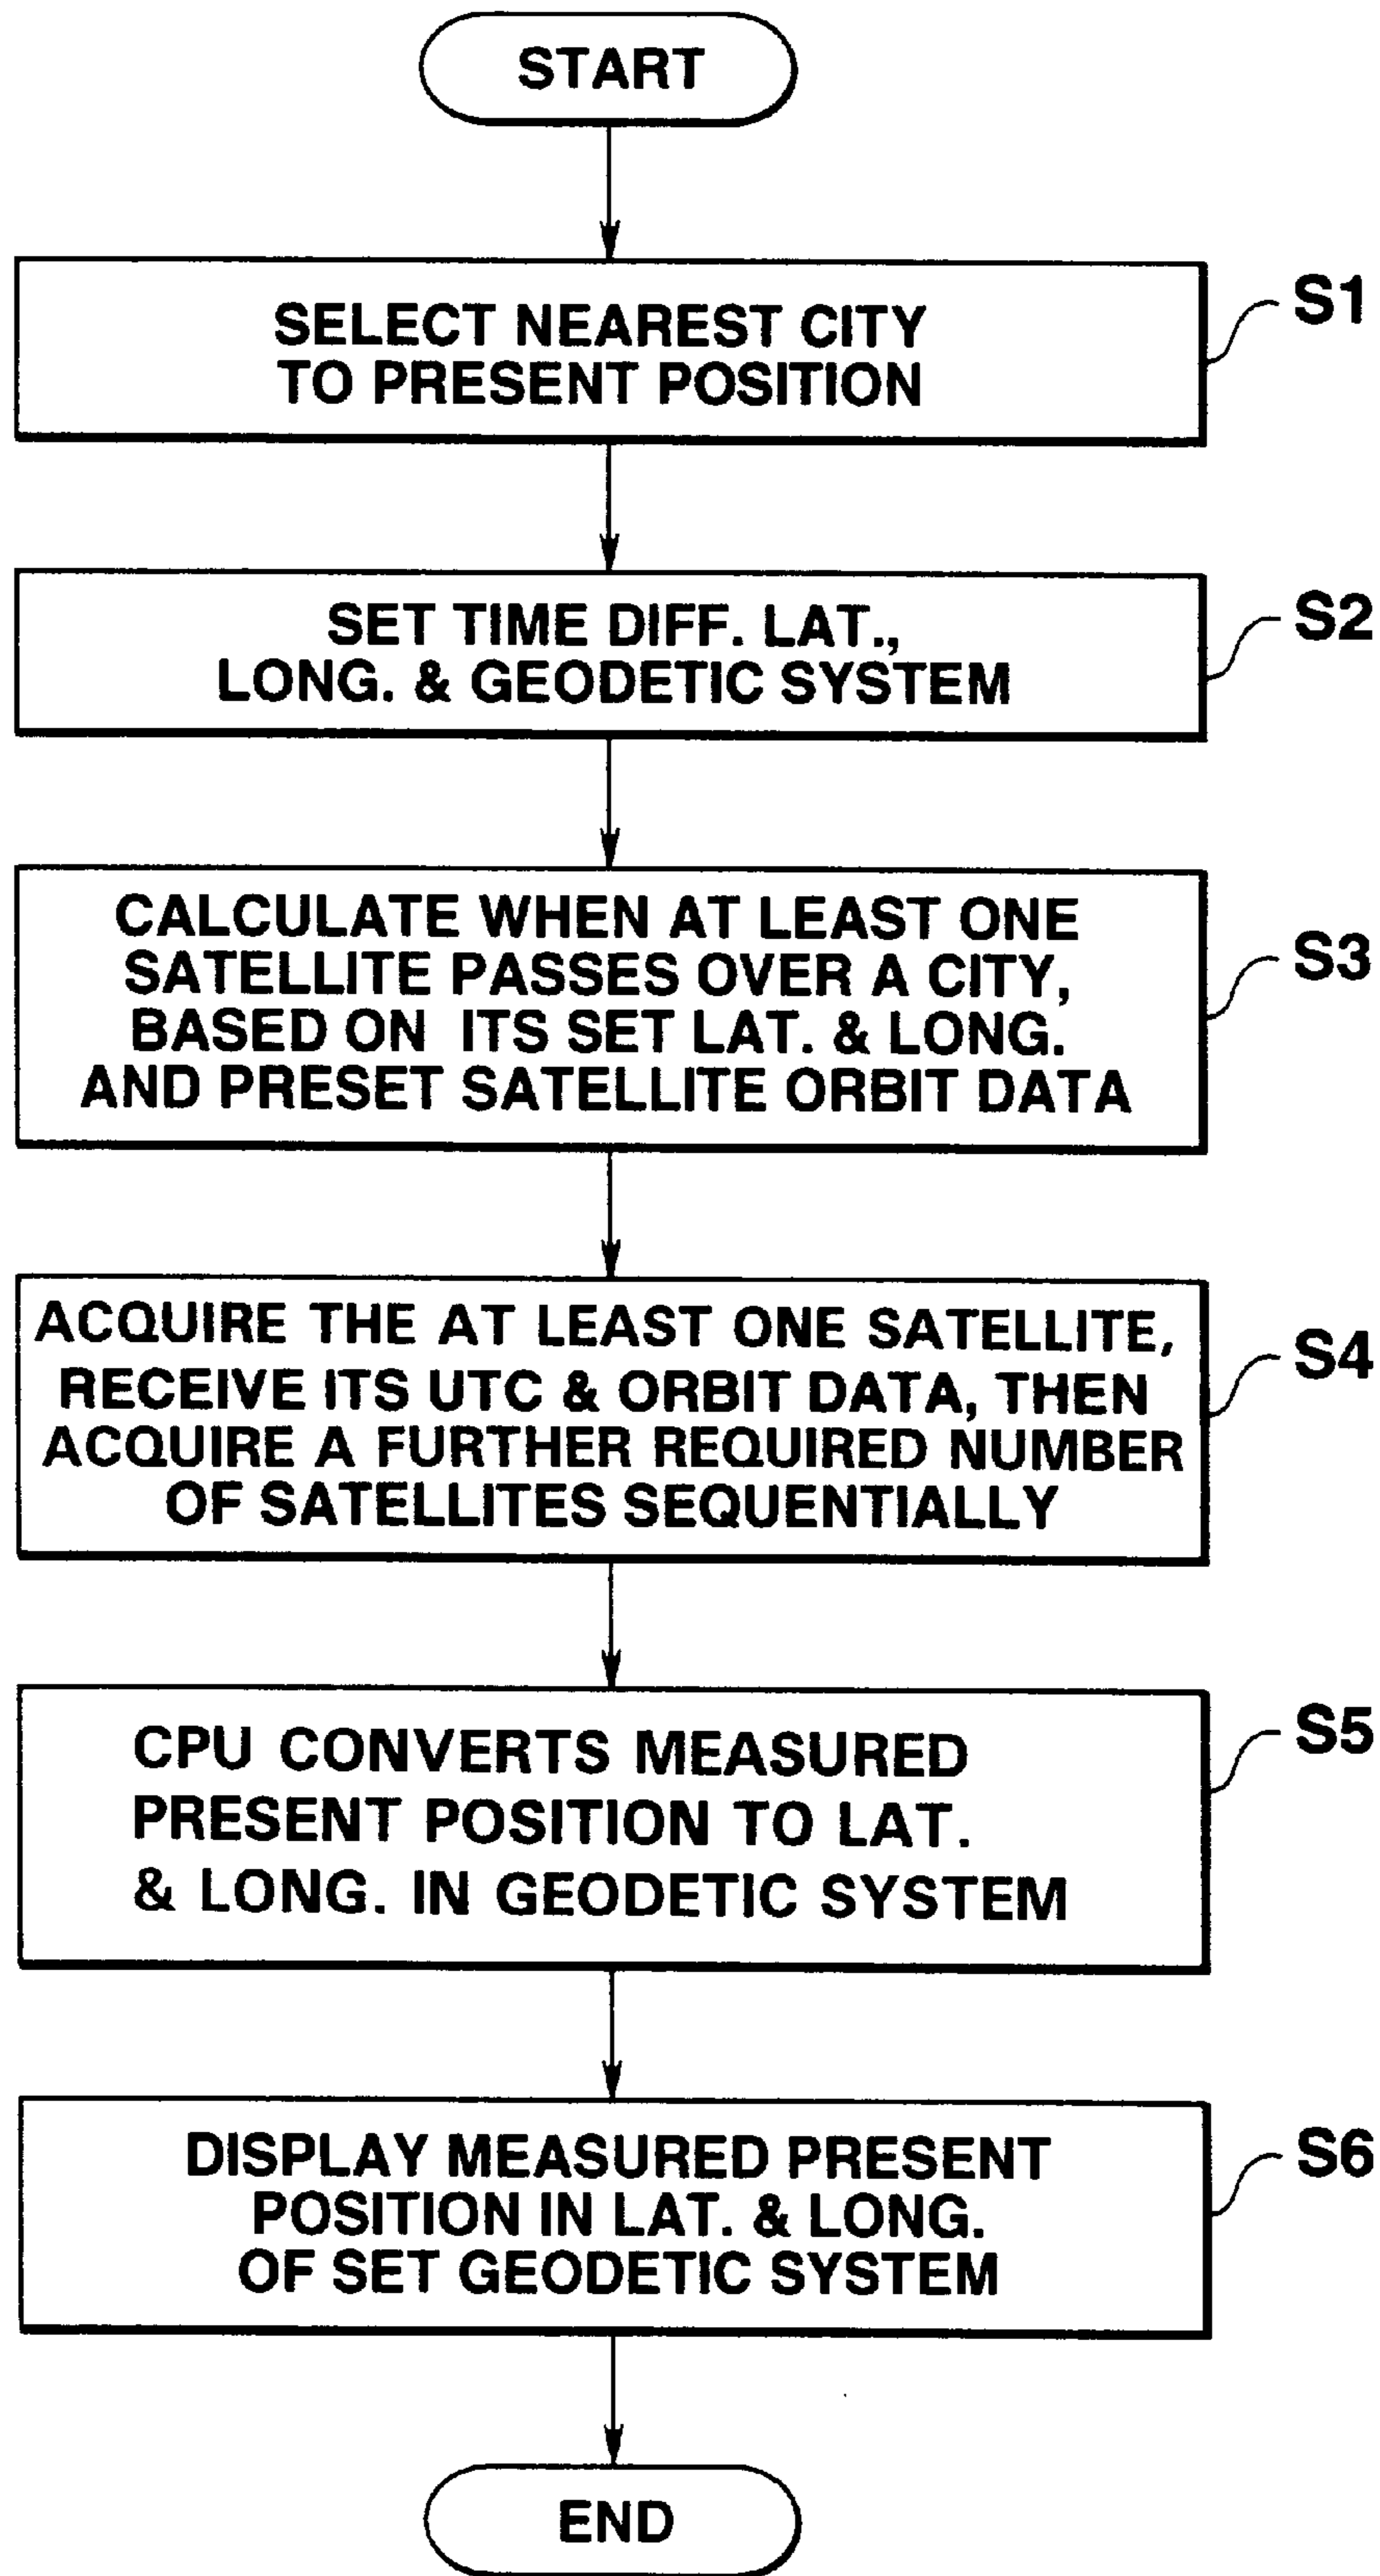 START
SELECT NEAREST CITY
TO PRESENT POSITION
S1
SET TIME DIFF. LAT.,
LONG. & GEODETIC SYSTEM
S2
CALCULATE WHEN AT LEAST ONE
SATELLITE PASSES OVER A CITY,
BASED ON ITS SET LAT. & LONG.
AND PRESET SATELLITE ORBIT DATA
S3
ACQUIRE THE AT LEAST ONE SATELLITE,
RECEIVE ITS UTC & ORBIT DATA, THEN
ACQUIRE A FURTHER REQUIRED NUMBER
OF SATELLITES SEQUENTIALLY
S4
CPU CONVERTS MEASURED
PRESENT POSITION TO LAT.
& LONG. IN GEODETIC SYSTEM
S5
DISPLAY MEASURED PRESENT
POSITION IN LAT. & LONG.
OF SET GEODETIC SYSTEM
S6
END